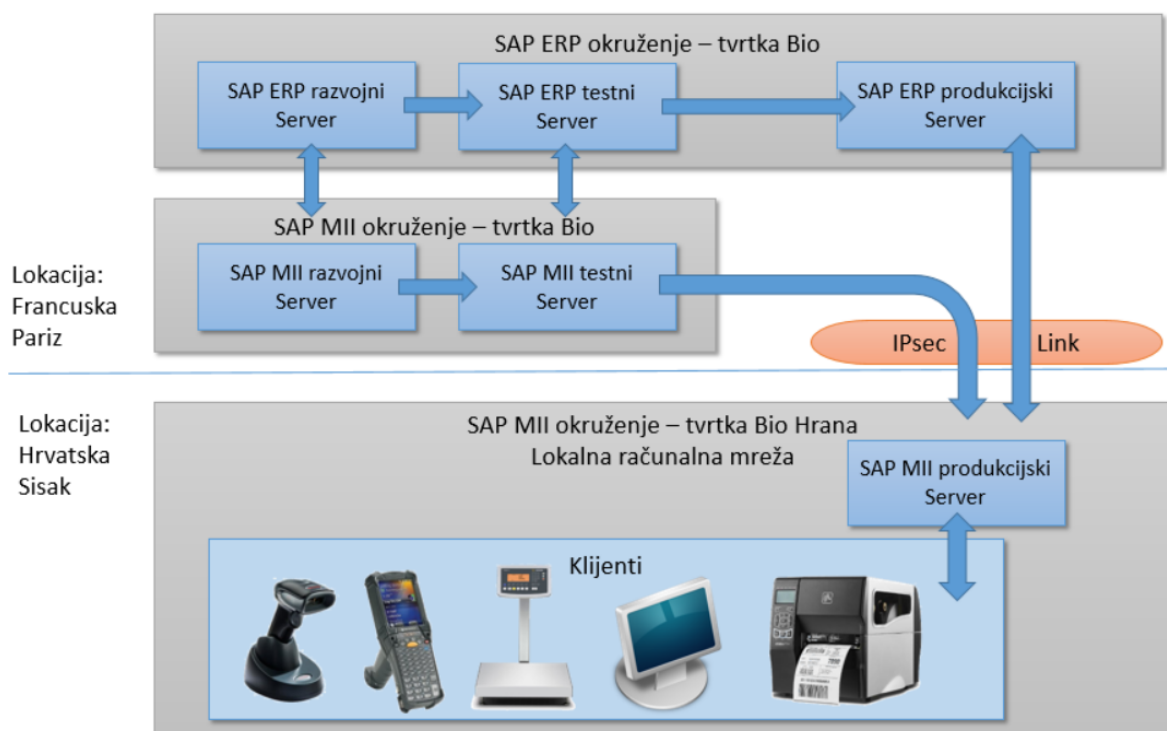 SAP ERP okruženje – tvrtka Bio
SAP ERP razvojni
Server
SAP ERP testni
Server
SAP ERP produkcijski
Server
SAP MII okruženje – tvrtka Bio
SAP MII razvojni
Server
SAP MII testni
Server
Lokacija:
Francuska
Pariz
IPsec
Link
Lokacija:
Hrvatska
Sisak
SAP MII okruženje – tvrtka Bio Hrana
Lokalna računalna mreža
SAP MII produkcijski
Server
Klijenti